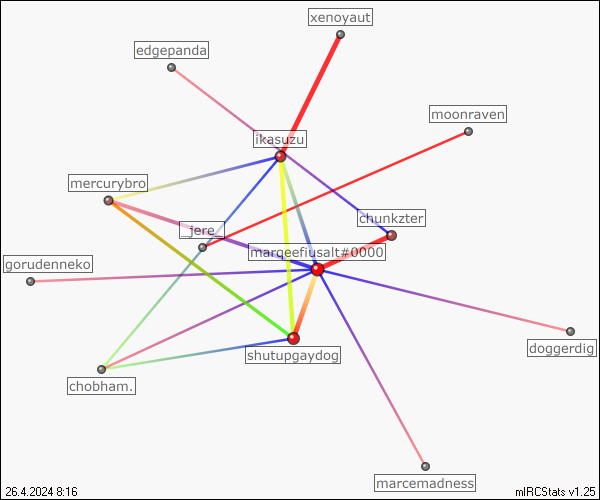 xenoyaut
edgepanda
moonraven
ikasuzu
mercurybro
chunkzter
_jere_
marqeefiusalt#0000
gorudenneko
doggerdig
shutupgaydog
chobham.
marcemadness
26.4.2024 8:16
mIRCStats v1.25